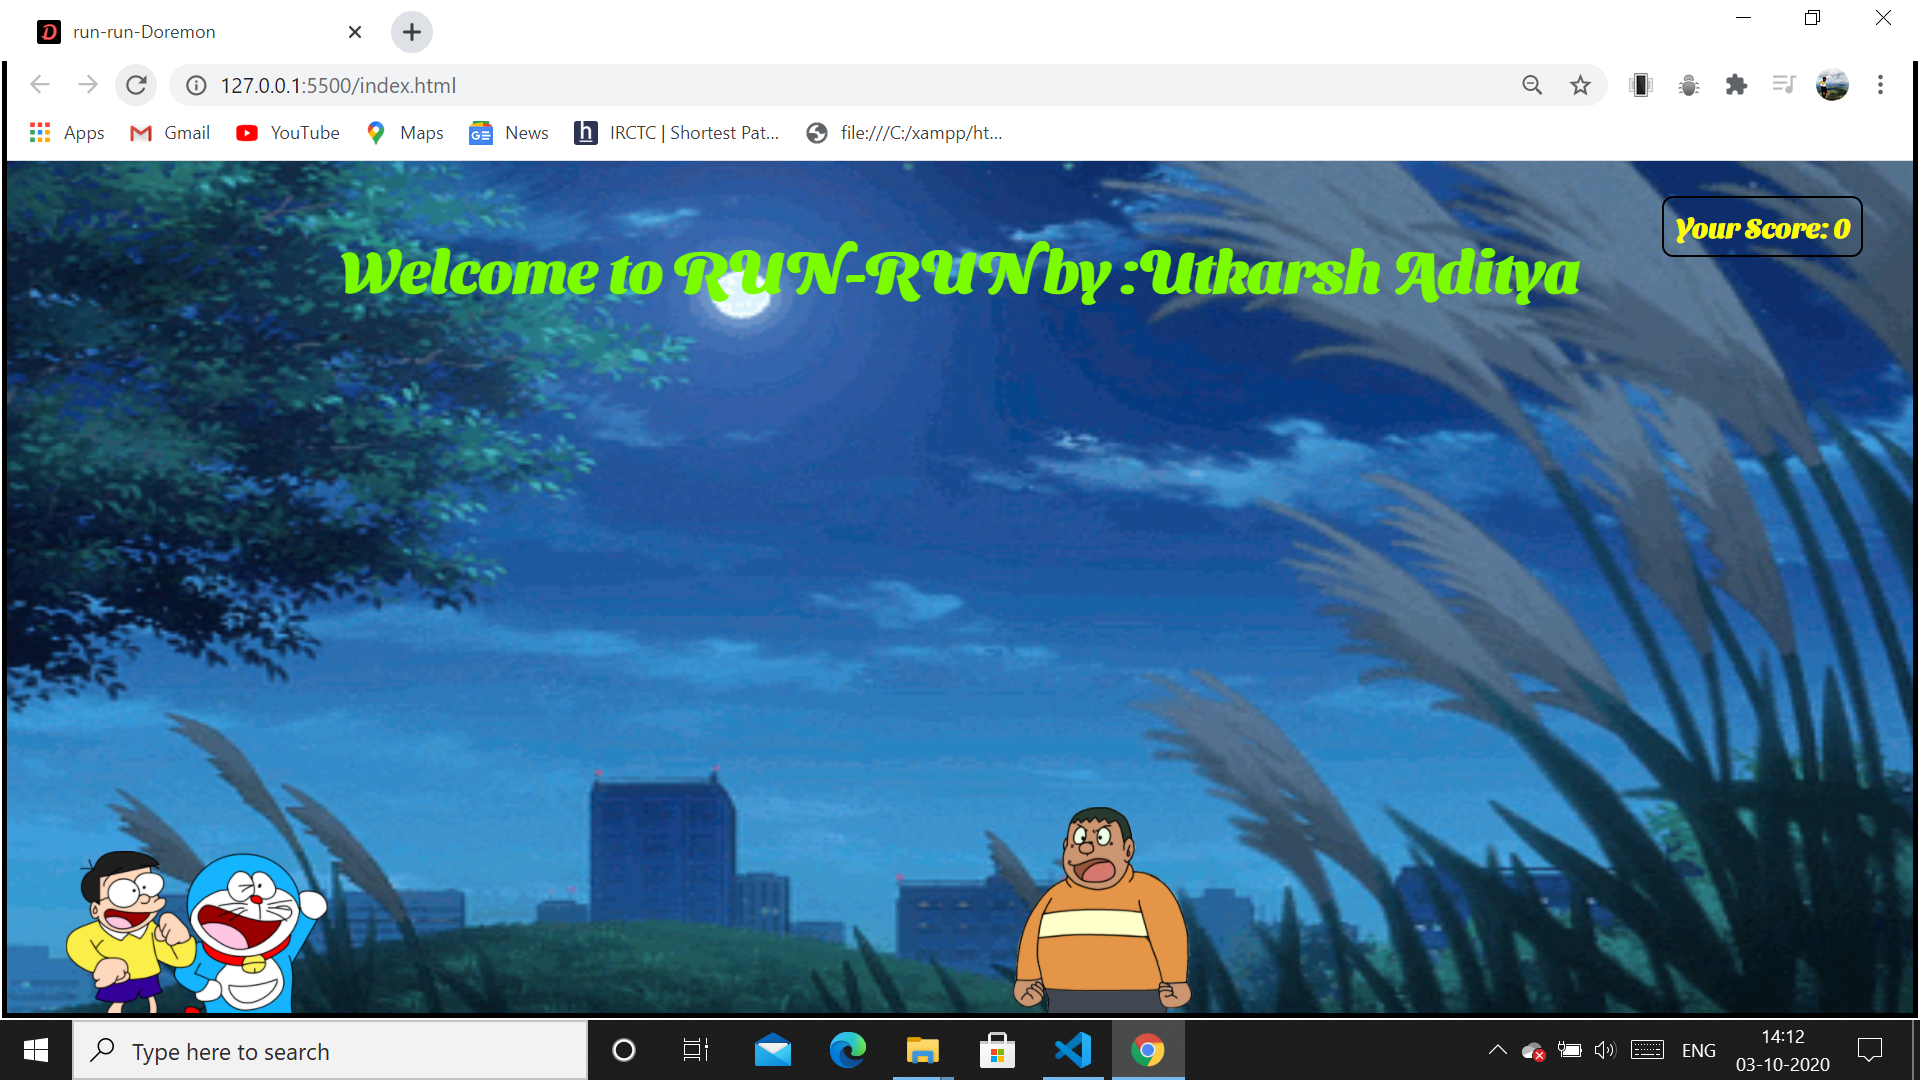 run-run-Doremon
127.0.0.1:5500/index.html
Apps Gmail YouTube Maps GE News h IRCTC | Shortest Pat... file:///C:/xampp/ht...
Your Score: 0
Welcome to RUN-RUN by :Utkarsh Aditya
Type here to search
ENG
14:12
03-10-2020